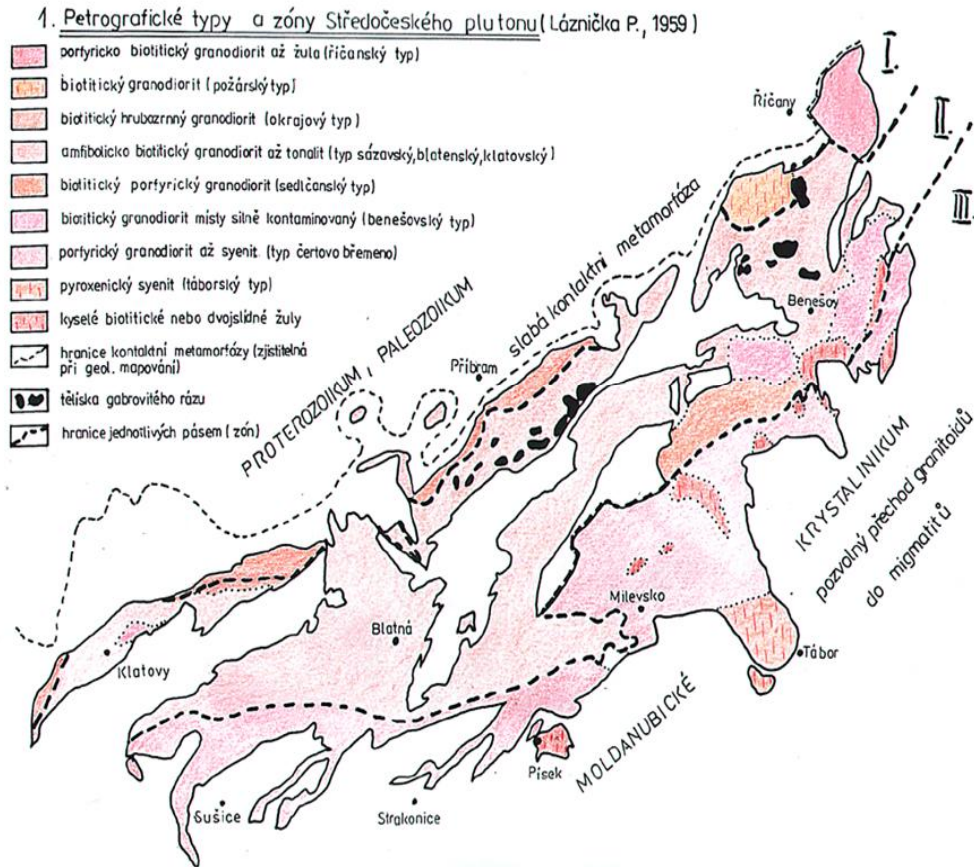 1. Petrografické typy a zóny Středočeského plutonu (Láznička P., 1959)
porfyricko biotitický granodiorit až žula (říčanský typ)
biotitický granodiorit (požárský typ)
biotitický hrubozrnný granodiorit (okrajový typ)
amfibolicko biotitický granodiorit až tonalit (typ sázavský, blatenský, klatovský)
biotitický porfyrický granodiorit (sedlčanský typ)
biotitický granodiorit místy silně kontaminovaný (benešovský typ)
porfyrický granodiorit až syenit (typ čertovo břemeno)
pyroxenický syenit (táborský typ)
kyselé biotitické nebo dvojslídné žuly
hranice kontaktní metamorfózy (zjistitelná
při geol. mapování)
tělíska gabrovitého rázu
hranice jednotlivých pásem (zón)
I.
II.
III.
Říčany
slabá kontaktní metamorfóza
Benešov
PROTEROZOIKUM, PALEOZOIKUM
Příbram
KRYSTALINIKUM
pozvolný přechod granitoidů
do migmatitů
Milevsko
Blatná
Klatovy
Tábor
MOLDANUBICKÉ
Písek
Sušice
Strakonice